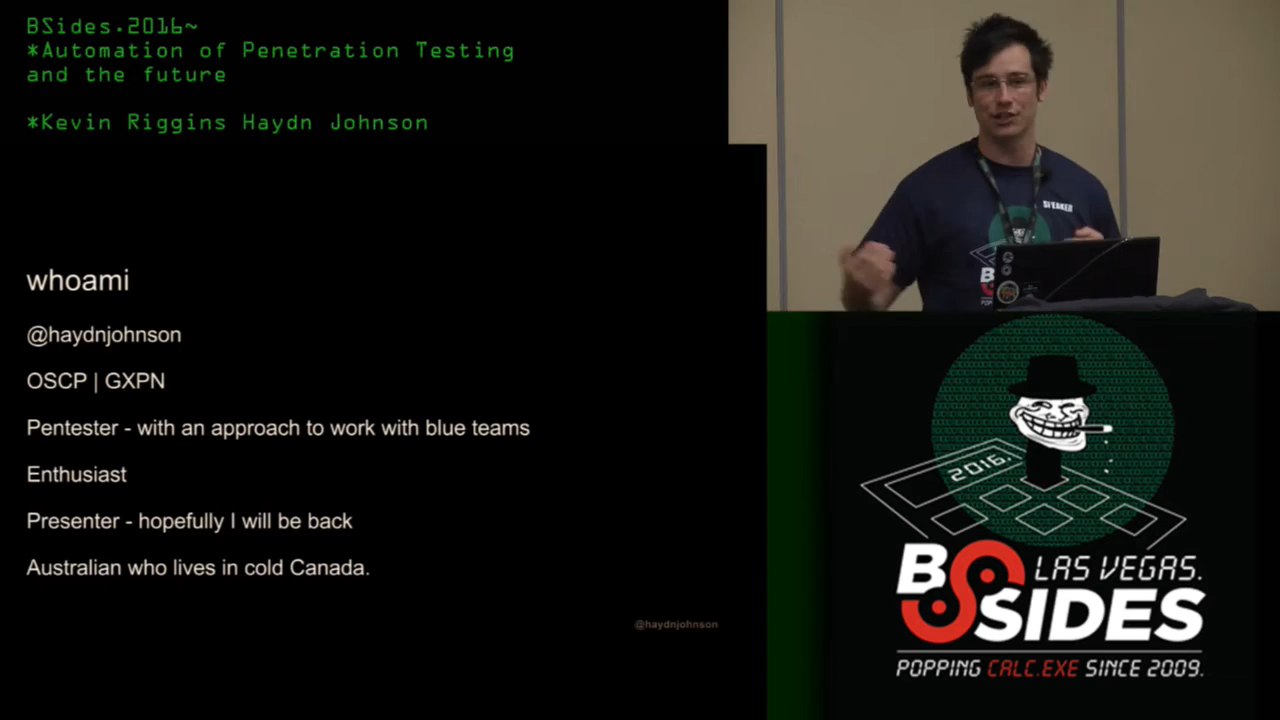 BSides.2016~
*Automation of Penetration Testing
and the future
*Kevin Riggins Haydn Johnson
SPEAKER
whoami
@haydnjohnson
OSCP | GXPN
Pentester - with an approach to work with blue teams
Enthusiast
Presenter - hopefully I will be back
Australian who lives in cold Canada.
@haydnjohnson
2016.
BSIDES
LAS VEGAS.
POPPING CALC.EXE SINCE 2009.